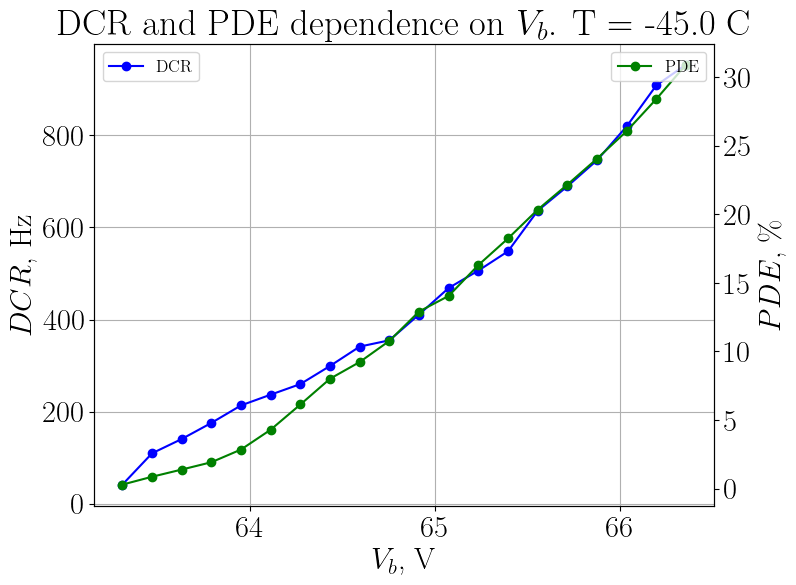 DCR and PDE dependence on V_b. T = -45.0 C
DCR
PDE
DCR, Hz
800
600
400
200
0
30
25
20
15
10
5
0
PDE, %
64
65
66
V_b, V